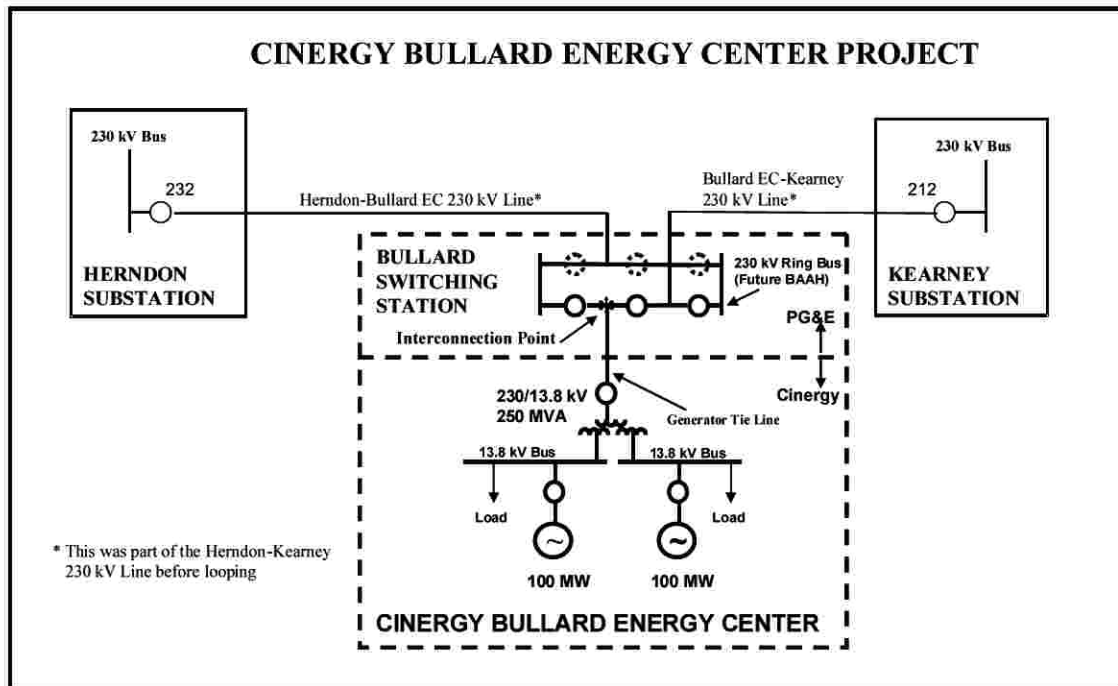 CINERGY BULLARD ENERGY CENTER PROJECT
230 kV Bus
232
HERNDON
SUBSTATION
Herndon-Bullard EC 230 kV Line*
Bullard EC-Kearney
230 kV Line*
230 kV Bus
212
KEARNEY
SUBSTATION
BULLARD
SWITCHING
STATION
230 kV Ring Bus
(Future BAAH)
Interconnection Point
PG&E
Cinergy
230/13.8 kV
250 MVA
Generator Tie Line
13.8 kV Bus
13.8 kV Bus
Load
Load
~
~
100 MW
100 MW
* This was part of the Herndon-Kearney
230 kV Line before looping
CINERGY BULLARD ENERGY CENTER